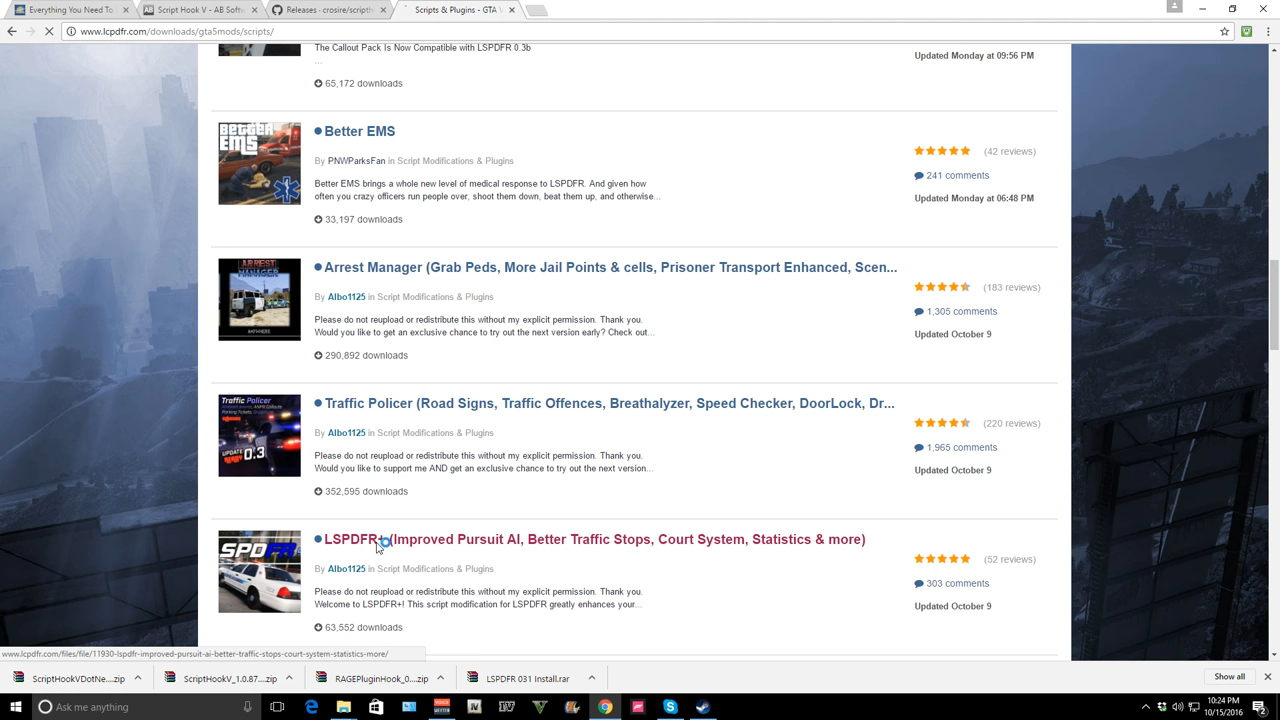 Everything You Need To
AB Script Hook V - AB Softw
Releases - crosire/scripth
Scripts & Plugins - GTA V
www.lcpdfr.com/downloads/gta5mods/scripts/
The Callout Pack Is Now Compatible with LSPDFR 0.3b
...
65,172 downloads
Updated Monday at 09:56 PM
BETTER EMS
Better EMS
By PNWParksFan in Script Modifications & Plugins
Better EMS brings a whole new level of medical response to LSPDFR. And given how
often you crazy officers run people over, shoot them down, beat them up, and otherwise...
33,197 downloads
(42 reviews)
241 comments
Updated Monday at 06:48 PM
ARREST
MANAGER
Arrest Manager (Grab Peds, More Jail Points & cells, Prisoner Transport Enhanced, Scen...
By Albo1125 in Script Modifications & Plugins
Please do not reupload or redistribute this without my explicit permission. Thank you.
Would you like to get an exclusive chance to try out the next version early? Check out...
290,892 downloads
(183 reviews)
1,305 comments
Updated October 9
Traffic Policer
UPDATE 0.3
Traffic Policer (Road Signs, Traffic Offences, Breathalyzer, Speed Checker, DoorLock, Dr...
By Albo1125 in Script Modifications & Plugins
Please do not reupload or redistribute this without my explicit permission. Thank you.
Would you like to support me AND get an exclusive chance to try out the next version...
352,595 downloads
(220 reviews)
1,965 comments
Updated October 9
SPDFR
LSPDFR+ (Improved Pursuit AI, Better Traffic Stops, Court System, Statistics & more)
By Albo1125 in Script Modifications & Plugins
Please do not reupload or redistribute this without my explicit permission. Thank you.
Welcome to LSPDFR+! This script modification for LSPDFR greatly enhances your...
63,552 downloads
(52 reviews)
303 comments
Updated October 9
www.lcpdfr.com/files/file/11930-lspdfr-improved-pursuit-ai-better-traffic-stops-court-system-statistics-more/
ScriptHookVDotNe....zip
ScriptHookV_1.0.87....zip
RAGEPluginHook_0....zip
LSPDFR 031 Install.rar
Show all
Ask me anything
10:24 PM
10/15/2016